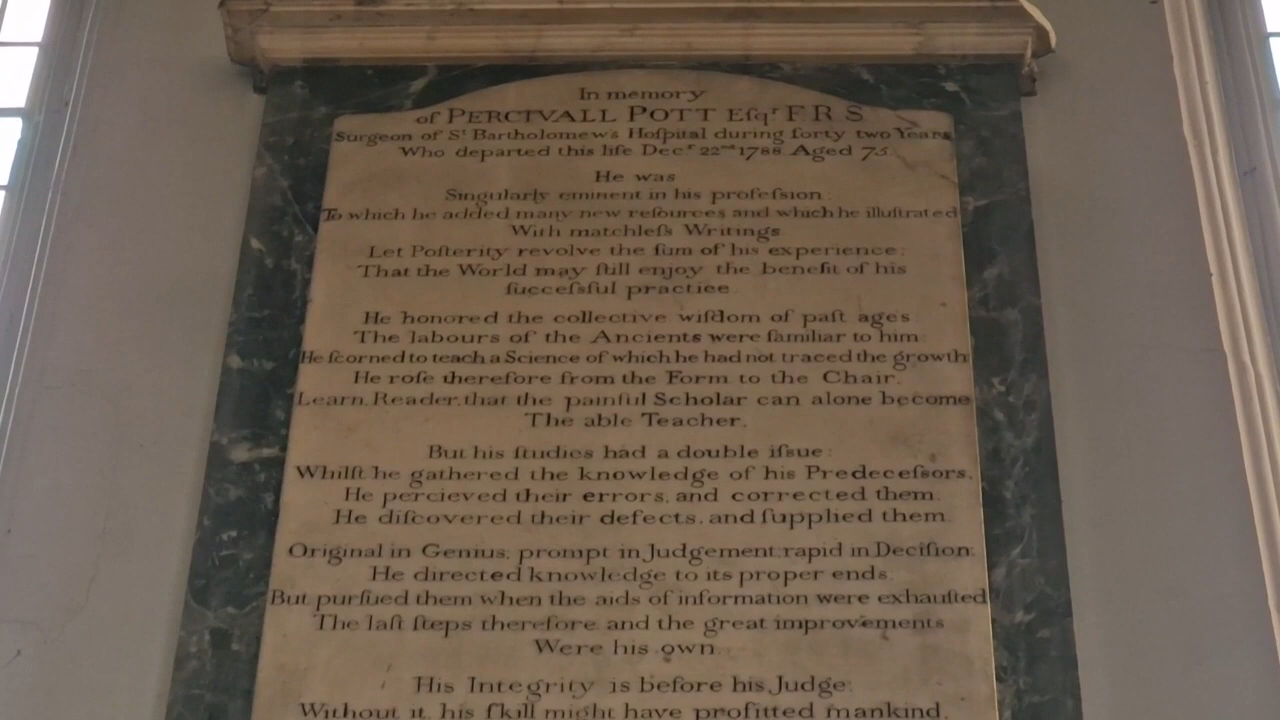 In memory
of PERCIVALL POTT Eſqʳ F R S
Surgeon of Sᵗ Bartholomew's Hoſpital during forty two Years
Who departed this life Decʳ 22ⁿᵈ 1788 Aged 75.
He was
Singularly eminent in his profeſsion:
To which he added many new reſources and which he illuſtrated
With matchleſs Writings
Let Poſterity revolve the ſum of his experience;
That the World may ſtill enjoy the benefit of his
ſucceſsful practice.
He honored the collective wiſdom of paſt ages
The labours of the Ancients were familiar to him
He ſcorned to teach a Science of which he had not traced the growth
He roſe therefore from the Form to the Chair.
Learn, Reader, that the painful Scholar can alone become
The able Teacher.
But his ſtudies had a double iſsue:
Whilſt he gathered the knowledge of his Predeceſsors,
He percieved their errors, and corrected them.
He diſcovered their defects, and ſupplied them.
Original in Genius; prompt in Judgement; rapid in Deciſion;
He directed knowledge to its proper ends.
But purſued them when the aids of information were exhauſted
The laſt ſteps therefore and the great improvements
Were his own.
His Integrity is before his Judge:
Without it, his ſkill might have profitted mankind,